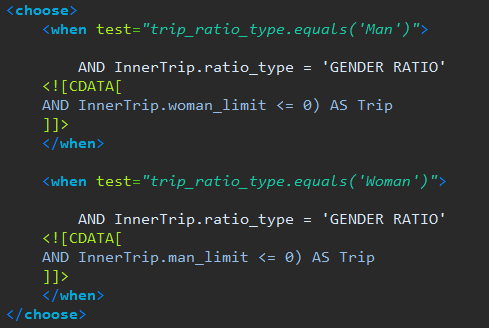 <choose>
<when test="trip_ratio_type.equals('Man')">
AND InnerTrip.ratio_type = 'GENDER RATIO'
<![CDATA[
AND InnerTrip.woman_limit <= 0) AS Trip
]]>
</when>
<when test="trip_ratio_type.equals('Woman')">
AND InnerTrip.ratio_type = 'GENDER RATIO'
<![CDATA[
AND InnerTrip.man_limit <= 0) AS Trip
]]>
</when>
</choose>